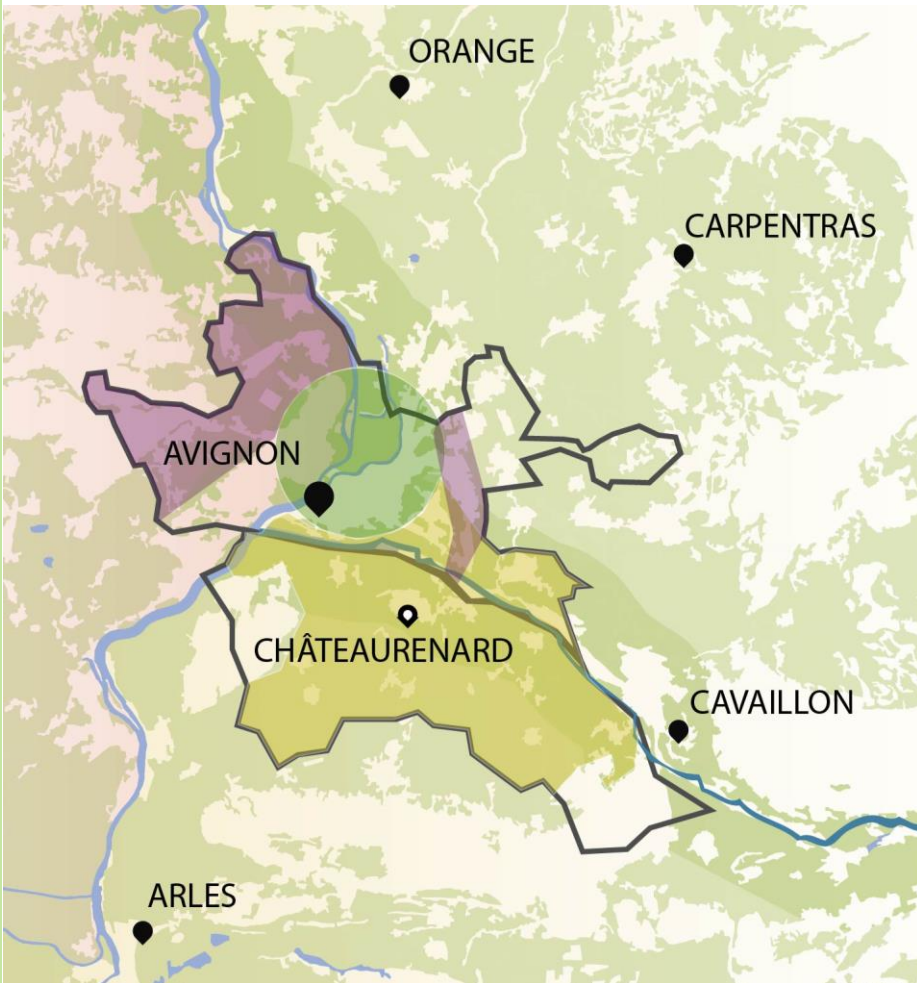 ORANGE
CARPENTRAS
AVIGNON
CHÂTEAURENARD
CAVAILLON
ARLES